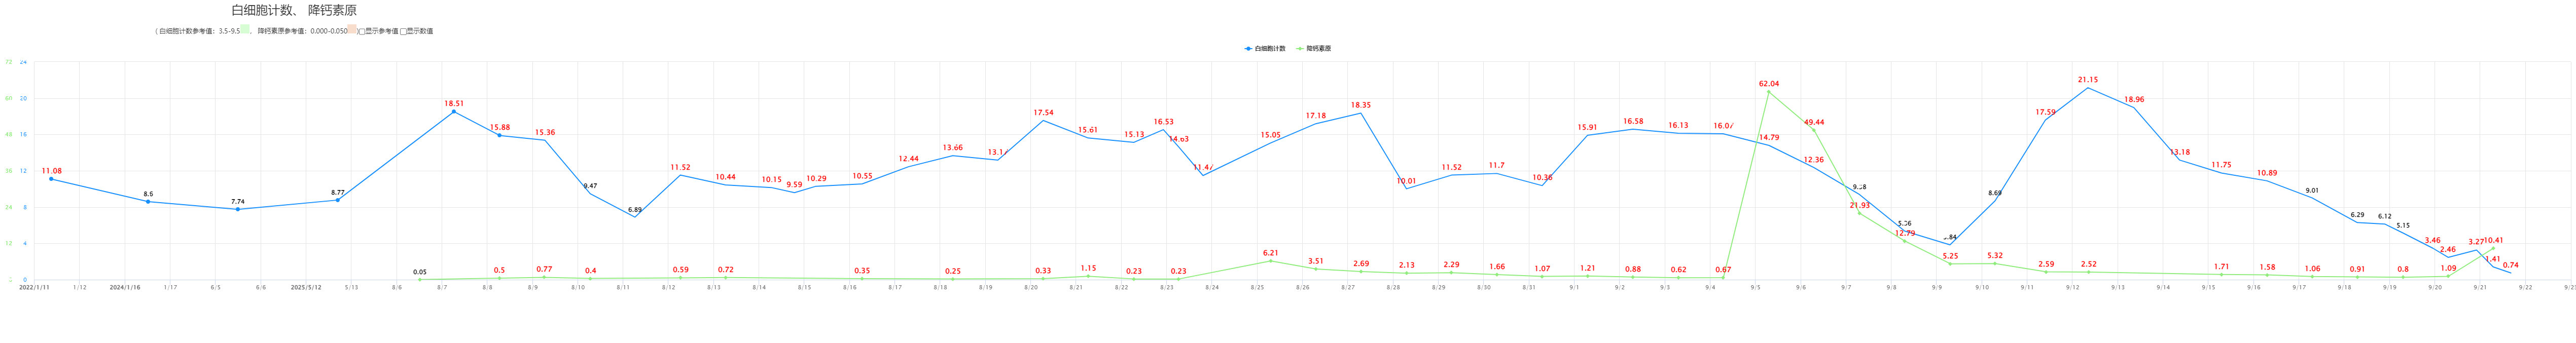 白细胞计数、 降钙素原
( 白细胞计数参考值：3.5-9.5 、 降钙素原参考值：0.000-0.050 )显示参考值 显示数值
白细胞计数 降钙素原
72 24
60 20
48 16
36 12
24 8
12 4
0
11.08 8.6 7.74 8.77 18.51 15.88 15.36 9.47 6.89 11.52 10.44 10.15 9.59 10.29 10.55 12.44 13.66 17.54 15.61 15.13 16.53 14.63 15.05 17.18 18.35 10.01 11.52 11.7 10.36 15.91 16.58 16.13 14.79 12.36 8.69 17.59 21.15 18.96 13.18 11.75 10.89 9.01 6.29 6.12 5.15 3.46 2.46 3.27 1.41 0.74
0.05 0.5 0.77 0.4 0.59 0.72 0.35 0.25 0.33 1.15 0.23 0.23 6.21 3.51 2.69 2.13 2.29 1.66 1.07 1.21 0.88 0.62 0.67 62.04 49.44 21.93 12.79 5.25 5.32 2.59 2.52 1.71 1.58 1.06 0.91 0.8 1.09 10.41
2022/1/11 1/12 2024/1/16 1/17 6/5 6/6 2025/5/12 5/13 8/6 8/7 8/8 8/9 8/10 8/11 8/12 8/13 8/14 8/15 8/16 8/17 8/18 8/19 8/20 8/21 8/22 8/23 8/24 8/25 8/26 8/27 8/28 8/29 8/30 8/31 9/1 9/2 9/3 9/4 9/5 9/6 9/7 9/8 9/9 9/10 9/11 9/12 9/13 9/14 9/15 9/16 9/17 9/18 9/19 9/20 9/21 9/22 9/23